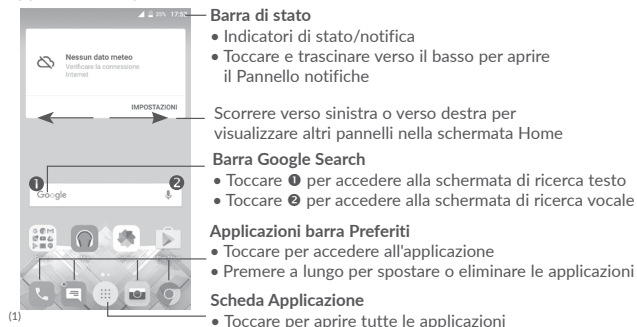 17:52
Nessun dato meteo
Verificare la connessione
Internet
IMPOSTAZIONI
Google
Barra di stato
• Indicatori di stato/notifica
• Toccare e trascinare verso il basso per aprire
il Pannello notifiche
Scorrere verso sinistra o verso destra per
visualizzare altri pannelli nella schermata Home
Barra Google Search
• Toccare ❶ per accedere alla schermata di ricerca testo
• Toccare ❷ per accedere alla schermata di ricerca vocale
Applicazioni barra Preferiti
• Toccare per accedere all'applicazione
• Premere a lungo per spostare o eliminare le applicazioni
Scheda Applicazione
• Toccare per aprire tutte le applicazioni
❶
❷
(1)